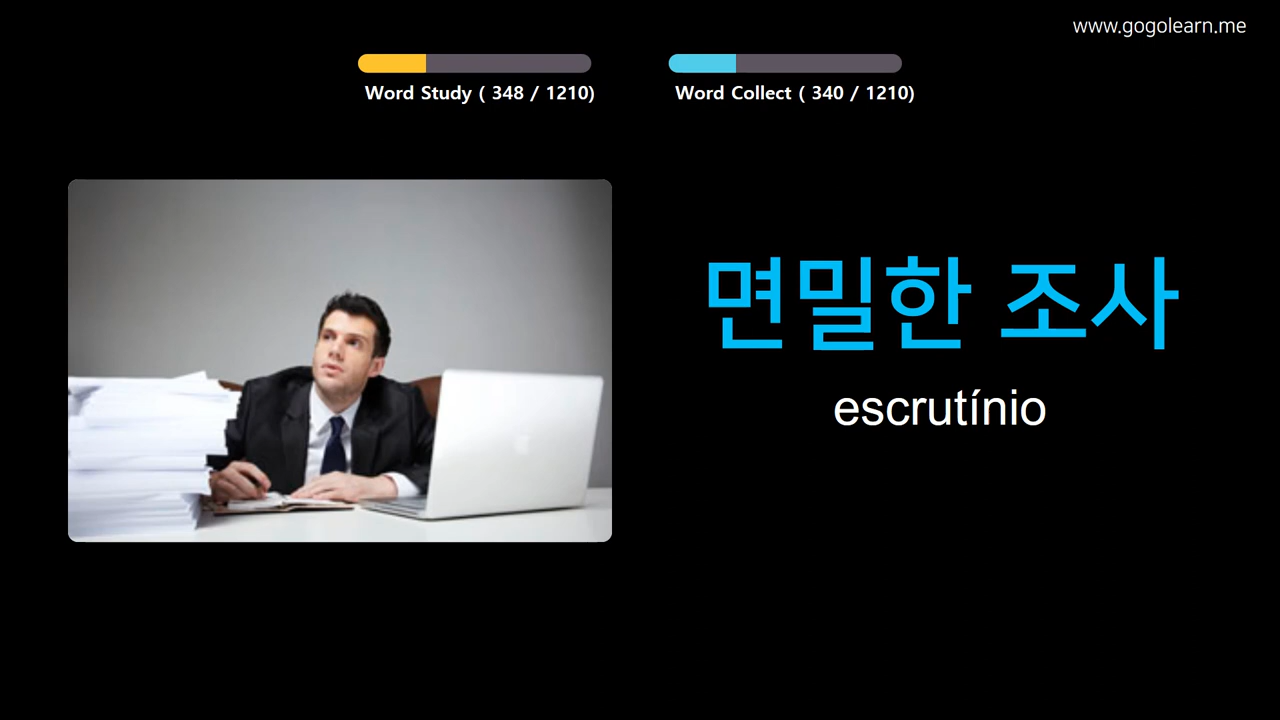 www.gogolearn.me
Word Study ( 348 / 1210)
Word Collect ( 340 / 1210)
면밀한 조사
escrutínio